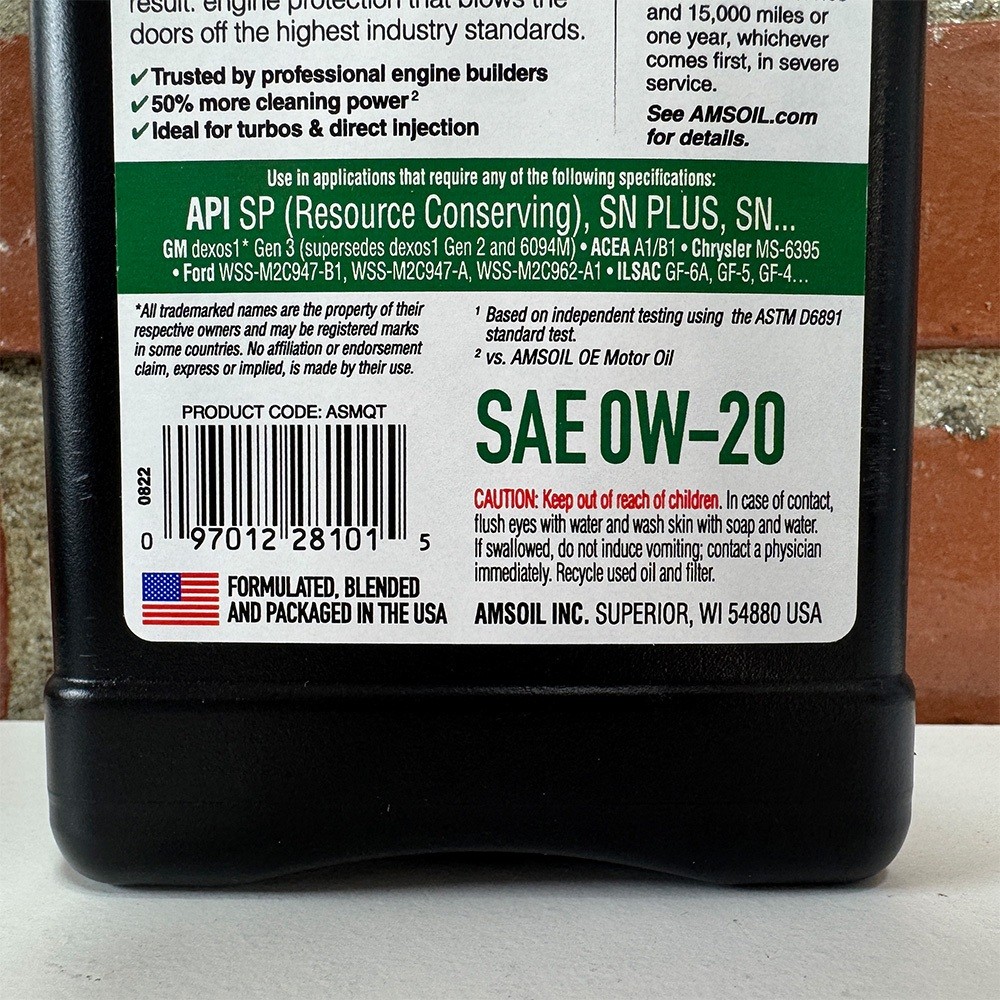 result: engine protection that blows the
doors off the highest industry standards.
✓Trusted by professional engine builders
✓50% more cleaning power²
✓Ideal for turbos & direct injection
and 15,000 miles or
one year, whichever
comes first, in severe
service.
See AMSOIL.com
for details.
Use in applications that require any of the following specifications:
API SP (Resource Conserving), SN PLUS, SN...
GM dexos1* Gen 3 (supersedes dexos1 Gen 2 and 6094M) • ACEA A1/B1 • Chrysler MS-6395
• Ford WSS-M2C947-B1, WSS-M2C947-A, WSS-M2C962-A1 • ILSAC GF-6A, GF-5, GF-4...
*All trademarked names are the property of their
respective owners and may be registered marks
in some countries. No affiliation or endorsement
claim, express or implied, is made by their use.
¹ Based on independent testing using the ASTM D6891
standard test.
² vs. AMSOIL OE Motor Oil
PRODUCT CODE: ASMQT
0822
0 97012 28101 5
FORMULATED, BLENDED
AND PACKAGED IN THE USA
SAE 0W-20
CAUTION: Keep out of reach of children. In case of contact,
flush eyes with water and wash skin with soap and water.
If swallowed, do not induce vomiting; contact a physician
immediately. Recycle used oil and filter.
AMSOIL INC. SUPERIOR, WI 54880 USA